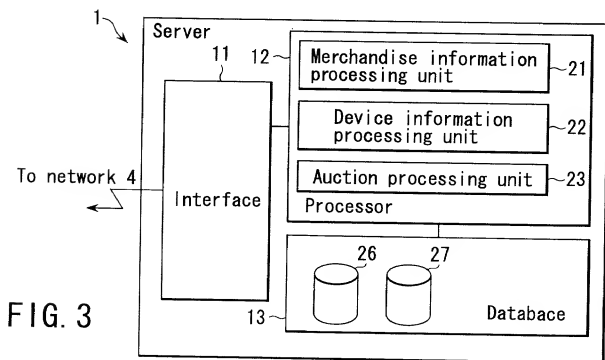 1
Server
11
12
Merchandise information
processing unit
21
Device information
processing unit
22
Auction processing unit
23
Processor
To network 4
Interface
26
27
13
Databace
FIG. 3